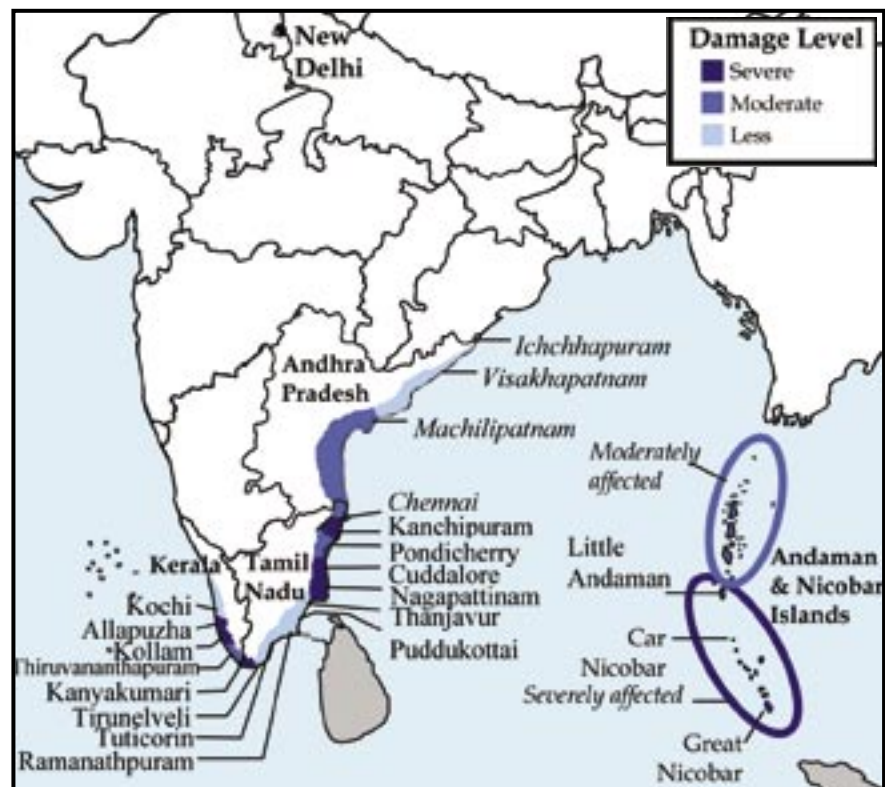 New
Delhi
Damage Level
Severe
Moderate
Less
Andhra
Pradesh
Ichchhapuram
Visakhapatnam
Machilipatnam
Moderately
affected
Chennai
Kanchipuram
Pondicherry
Cuddalore
Nagapattinam
Thanjavur
Puddukottai
Kerala
Tamil
Nadu
Little
Andaman
Andaman
& Nicobar
Islands
Kochi
Allapuzha
Kollam
Thiruvananthapuram
Kanyakumari
Tirunelveli
Tuticorin
Ramanathpuram
Car
Nicobar
Severely affected
Great
Nicobar